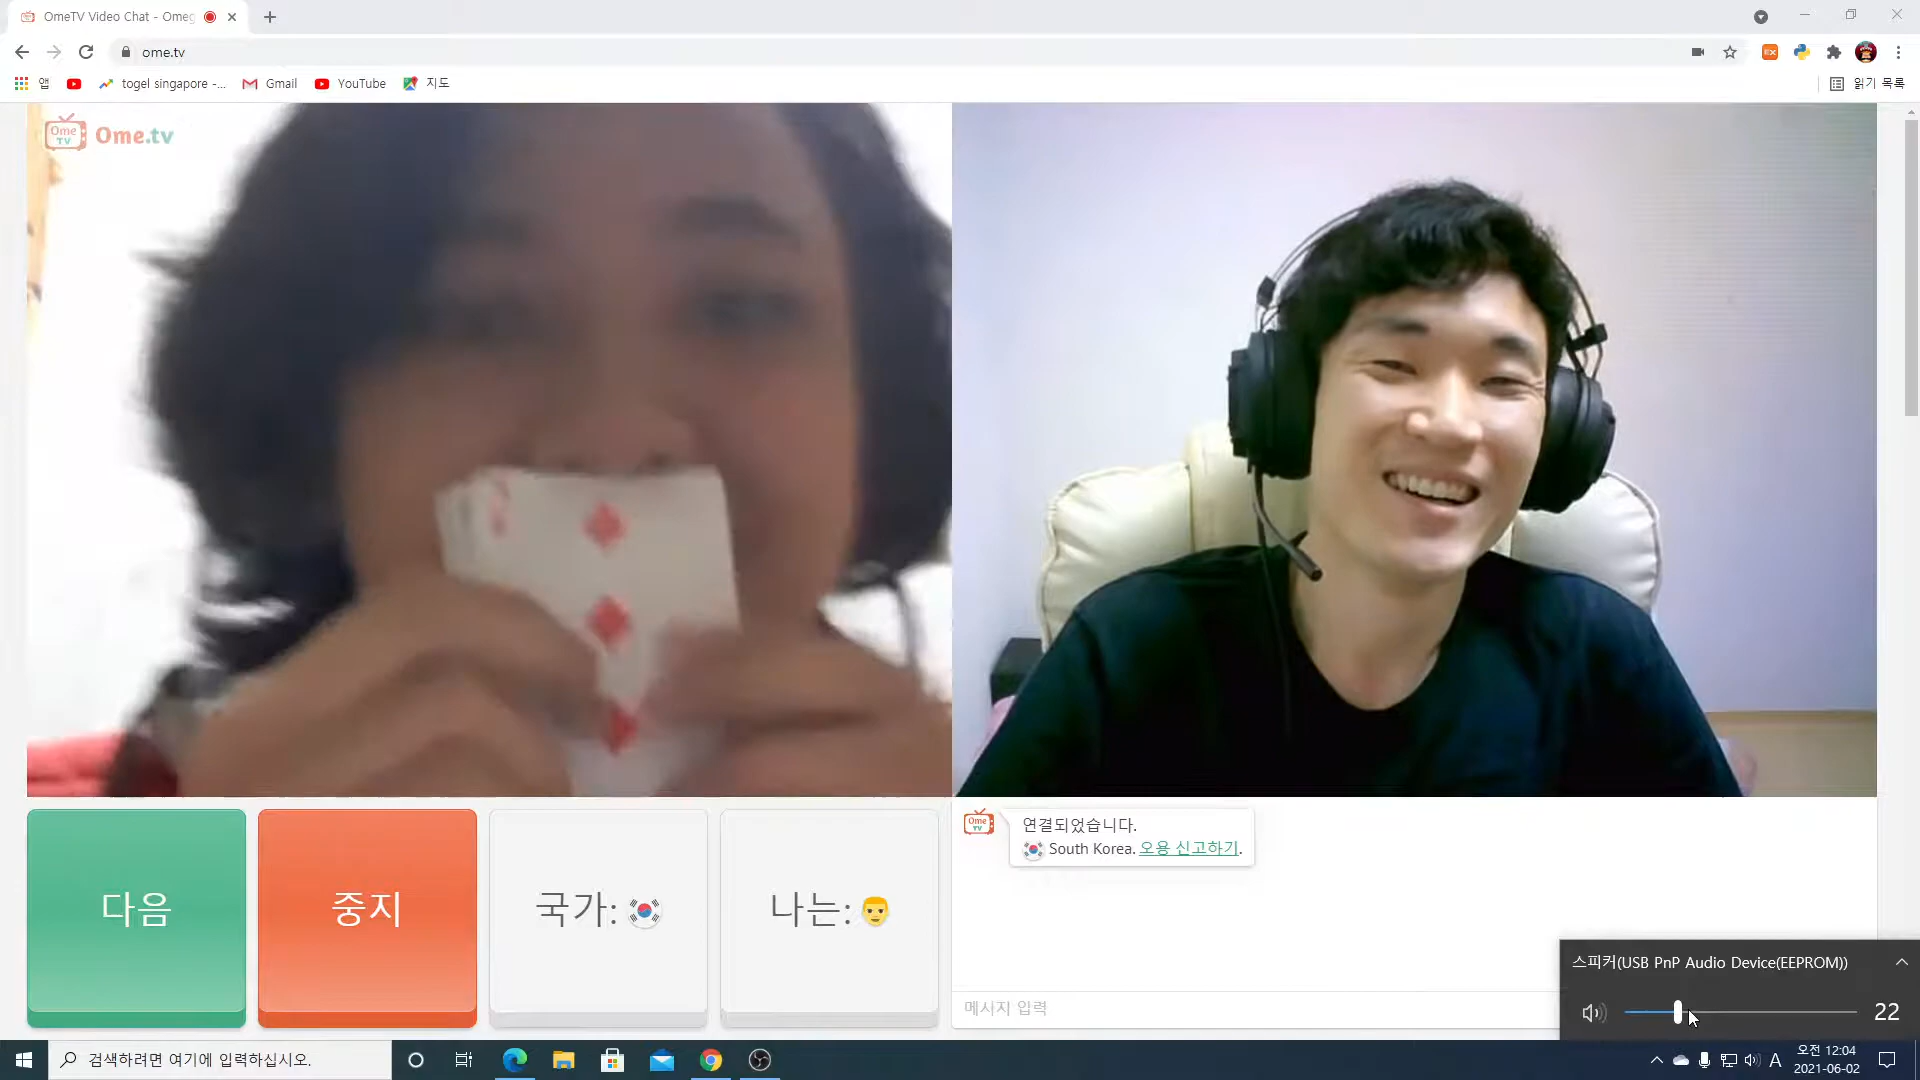 OmeTV Video Chat - Omeg
ome.tv
앱
togel singapore -...
Gmail
YouTube
지도
읽기 목록
Ome TV
Ome.tv
다음
중지
국가:
나는:
Ome TV
연결되었습니다.
South Korea. 오용 신고하기.
메시지 입력
스피커(USB PnP Audio Device(EEPROM))
22
검색하려면 여기에 입력하십시오.
A
오전 12:04
2021-06-02